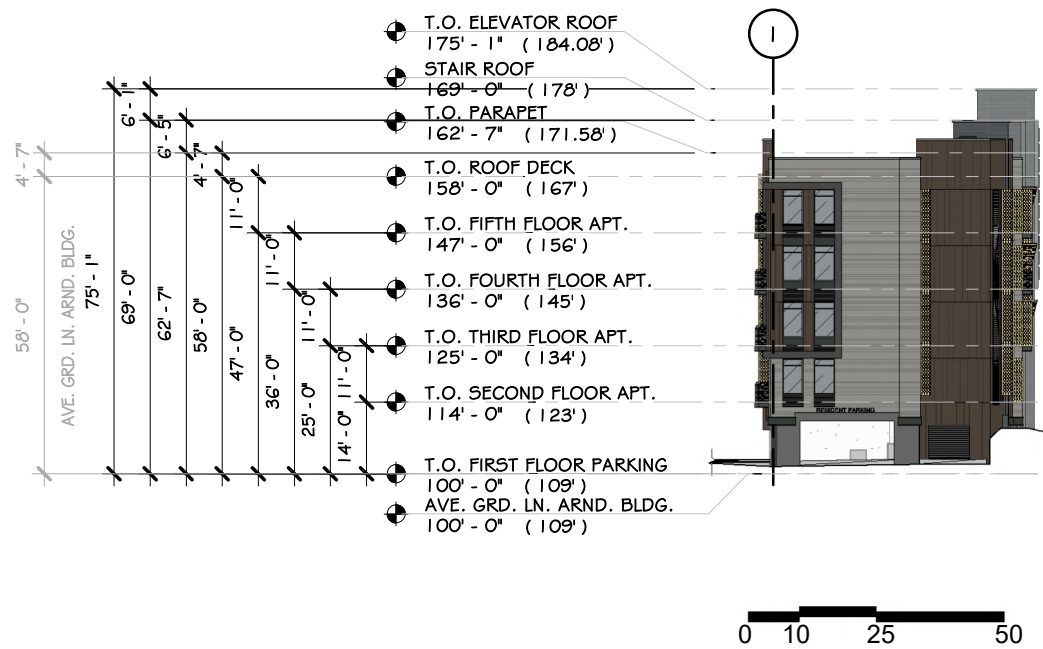 T.O. ELEVATOR ROOF
175' - 1" ( 184.08' )
STAIR ROOF
169' - 0" ( 178' )
T.O. PARAPET
162' - 7" ( 171.58' )
T.O. ROOF DECK
158' - 0" ( 167' )
T.O. FIFTH FLOOR APT.
147' - 0" ( 156' )
T.O. FOURTH FLOOR APT.
136' - 0" ( 145' )
T.O. THIRD FLOOR APT.
125' - 0" ( 134' )
T.O. SECOND FLOOR APT.
114' - 0" ( 123' )
T.O. FIRST FLOOR PARKING
100' - 0" ( 109' )
AVE. GRD. LN. ARND. BLDG.
100' - 0" ( 109' )
4' - 7"
58' - 0"
AVE. GRD. LN. ARND. BLDG.
75' - 1"
6' - 1"
69' - 0"
6' - 5"
62' - 7"
4' - 7"
58' - 0"
11' - 0"
47' - 0"
11' - 0"
36' - 0"
11' - 0"
25' - 0"
11' - 0"
14' - 0"
1
RESIDENT PARKING
0 10 25 50